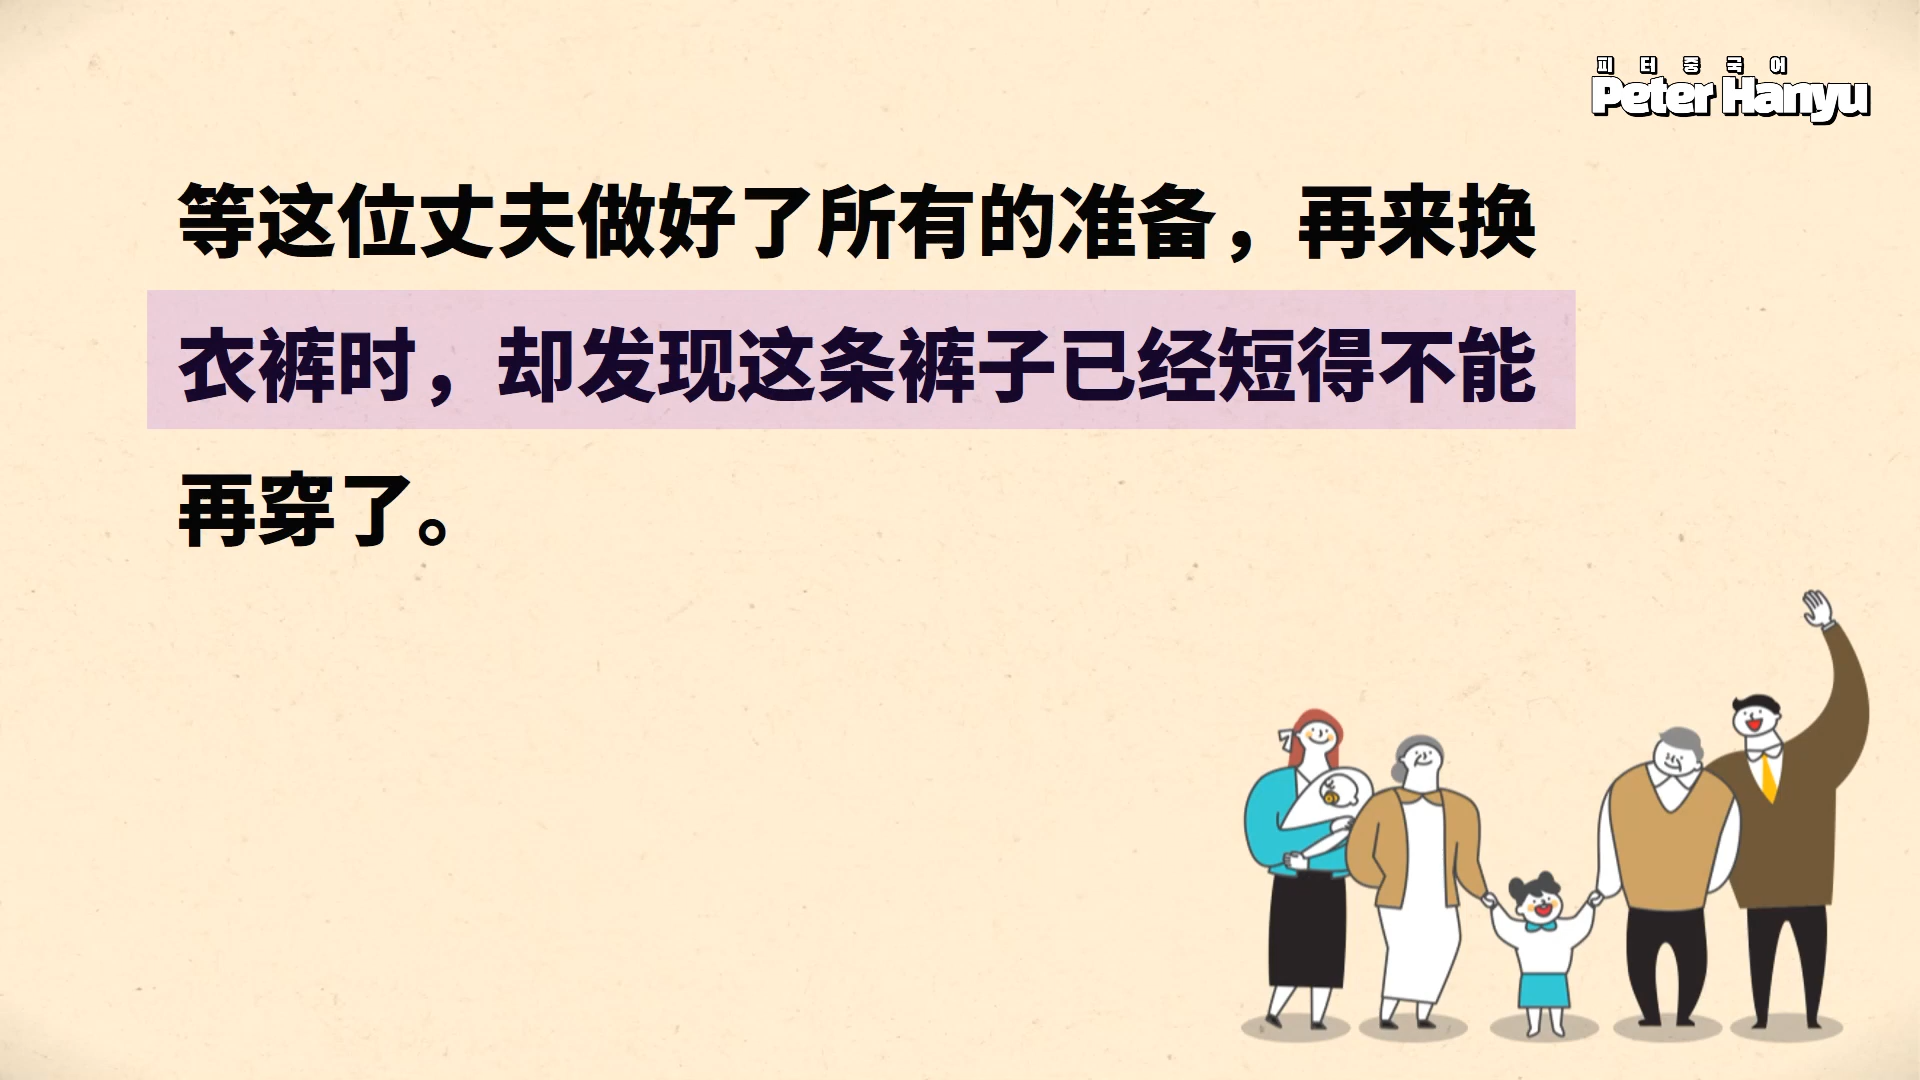 피터중국어
Peter Hanyu
等这位丈夫做好了所有的准备，再来换
衣裤时，却发现这条裤子已经短得不能
再穿了。